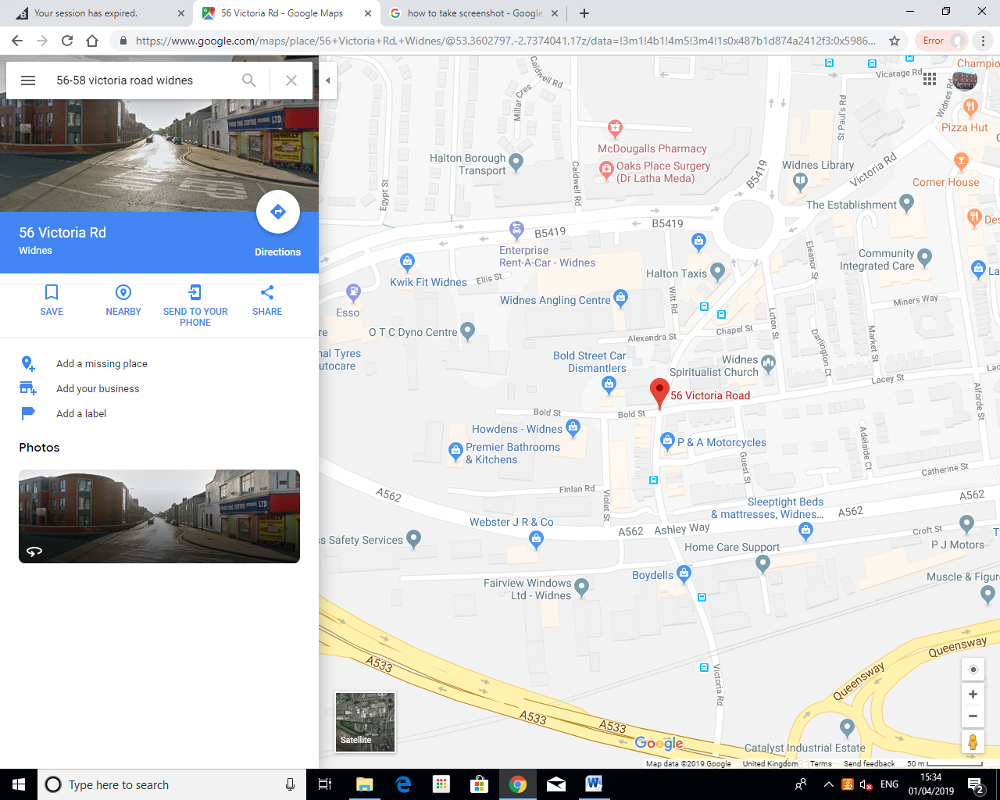 Your session has expired.
56 Victoria Rd - Google Maps
how to take screenshot - Google
https://www.google.com/maps/place/56+Victoria+Rd,+Widnes/@53.3602797,-2.7374041,17z/data=!3m1!4b1!4m5!3m4!1s0x487b1d874a2412f3:0x5986...
Error
56-58 victoria road widnes
LTD
DEWALT
56 Victoria Rd
Widnes
Directions
SAVE
NEARBY
SEND TO YOUR
PHONE
SHARE
Add a missing place
Add your business
Add a label
Photos
Caldwell Rd
Millar Cres
Vicarage Rd
Champio
Widnes Rd
St Paul's Rd
Pizza Hut
McDougalls Pharmacy
Halton Borough
Transport
Oaks Place Surgery
(Dr Latha Meda)
Caldwell Rd
Egypt St
B5419
Widnes Library
Victoria Rd
Corner House
The Establishment
B5419
B5419
Des
Enterprise
Rent-A-Car - Widnes
Eleanor St
Community
Integrated Care
Kwik Fit Widnes
Ellis St
Halton Taxis
La
Esso
Widnes Angling Centre
Witt Rd
Luton St
Miners Way
re
O T C Dyno Centre
Alexandra St
Chapel St
Darlington Ct
Market St
nal Tyres
utocare
Bold Street Car
Dismantlers
Widnes
Spiritualist Church
Lacey St
Lac
Alforde St
56 Victoria Road
Bold St
Bold St
Howdens - Widnes
Premier Bathrooms
& Kitchens
P & A Motorcycles
Adelaide Ct
Guest St
Catherine St
A562
Finlan Rd
Violet St
Sleeptight Beds
& mattresses, Widnes...
A562
A562
Webster J R & Co
A562
Ashley Way
Croft St
ss Safety Services
Home Care Support
P J Motors
T
Boydells
Fairview Windows
Ltd - Widnes
Muscle & Figur
A533
Victoria Rd
Queensway
Queensway
A533
A533
Satellite
Google
Catalyst Industrial Estate
Map data ©2019 Google
United Kingdom
Terms
Send feedback
50 m
Type here to search
ENG
15:34
01/04/2019
2